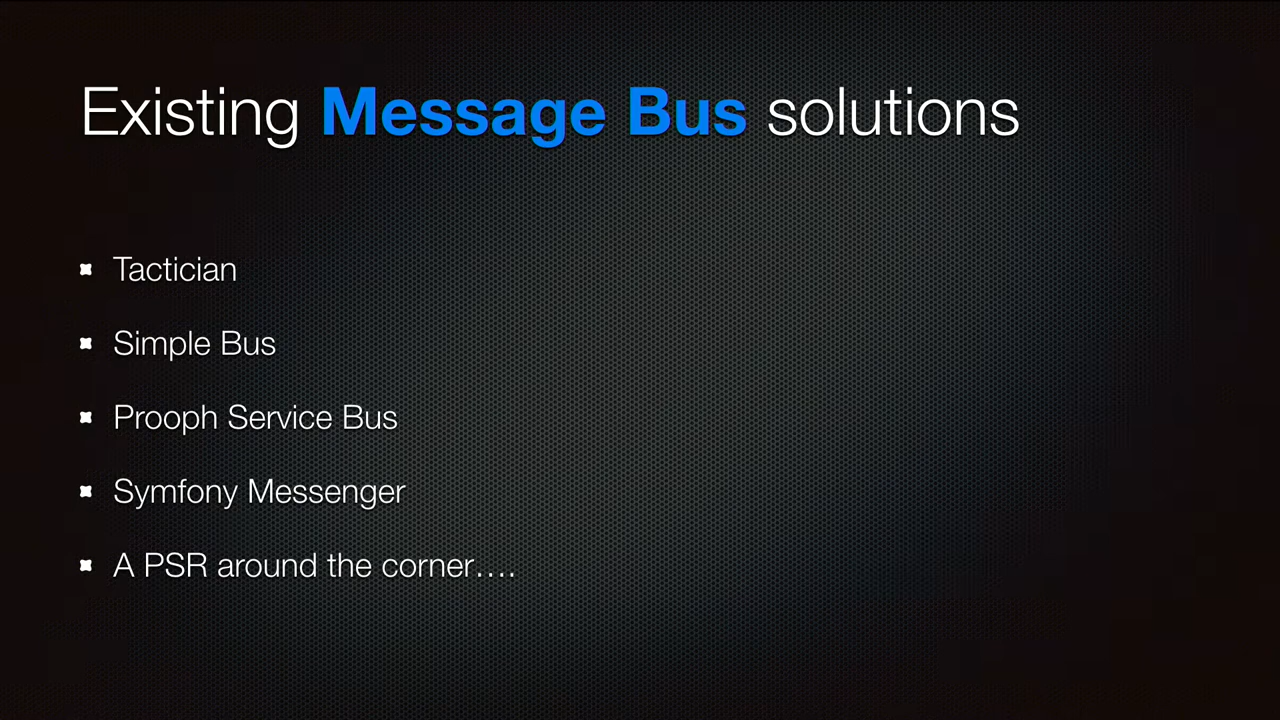 Existing Message Bus solutions
Tactician
Simple Bus
Prooph Service Bus
Symfony Messenger
A PSR around the corner….